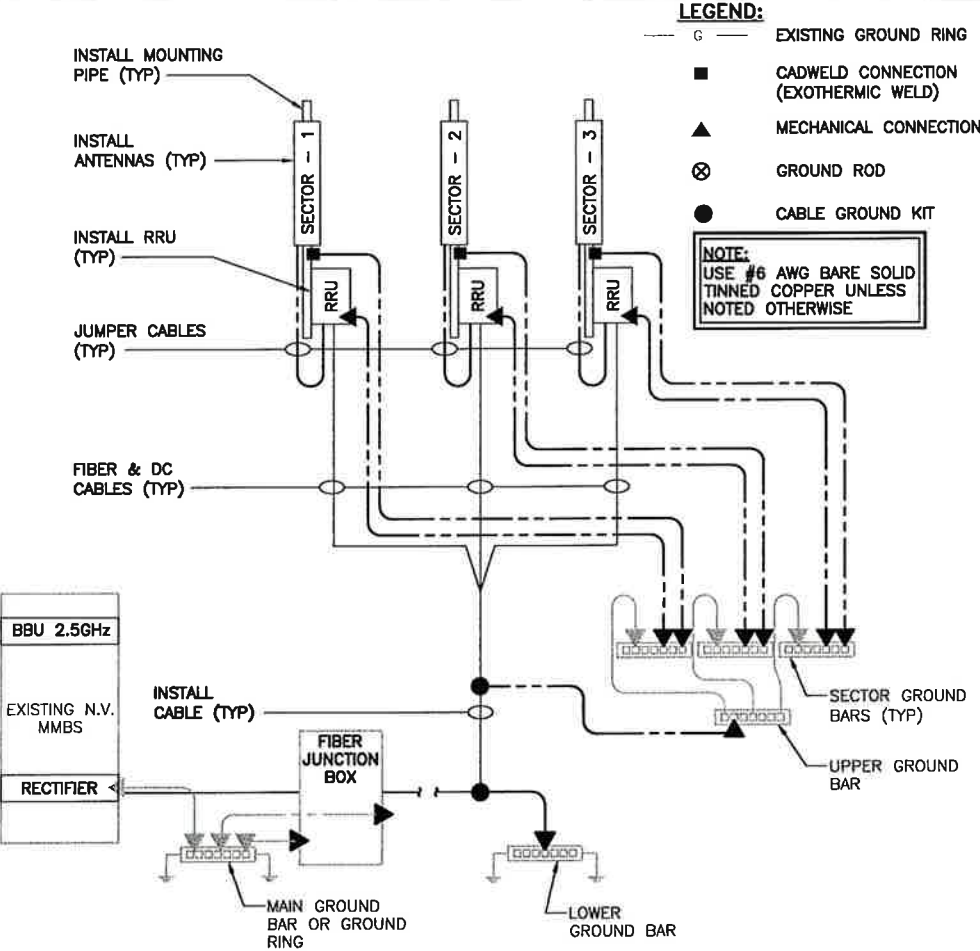 LEGEND:
G
EXISTING GROUND RING
CADWELD CONNECTION
(EXOTHERMIC WELD)
MECHANICAL CONNECTION
GROUND ROD
CABLE GROUND KIT
NOTE:
USE #6 AWG BARE SOLID
TINNED COPPER UNLESS
NOTED OTHERWISE
INSTALL MOUNTING
PIPE (TYP)
INSTALL
ANTENNAS (TYP)
INSTALL RRU
(TYP)
JUMPER CABLES
(TYP)
SECTOR - 1
SECTOR - 2
SECTOR - 3
RRU
RRU
RRU
FIBER & DC
CABLES (TYP)
BBU 2.5GHz
EXISTING N.V.
MMBS
RECTIFIER
INSTALL
CABLE (TYP)
FIBER
JUNCTION
BOX
SECTOR GROUND
BARS (TYP)
UPPER GROUND
BAR
MAIN GROUND
BAR OR GROUND
RING
LOWER
GROUND BAR